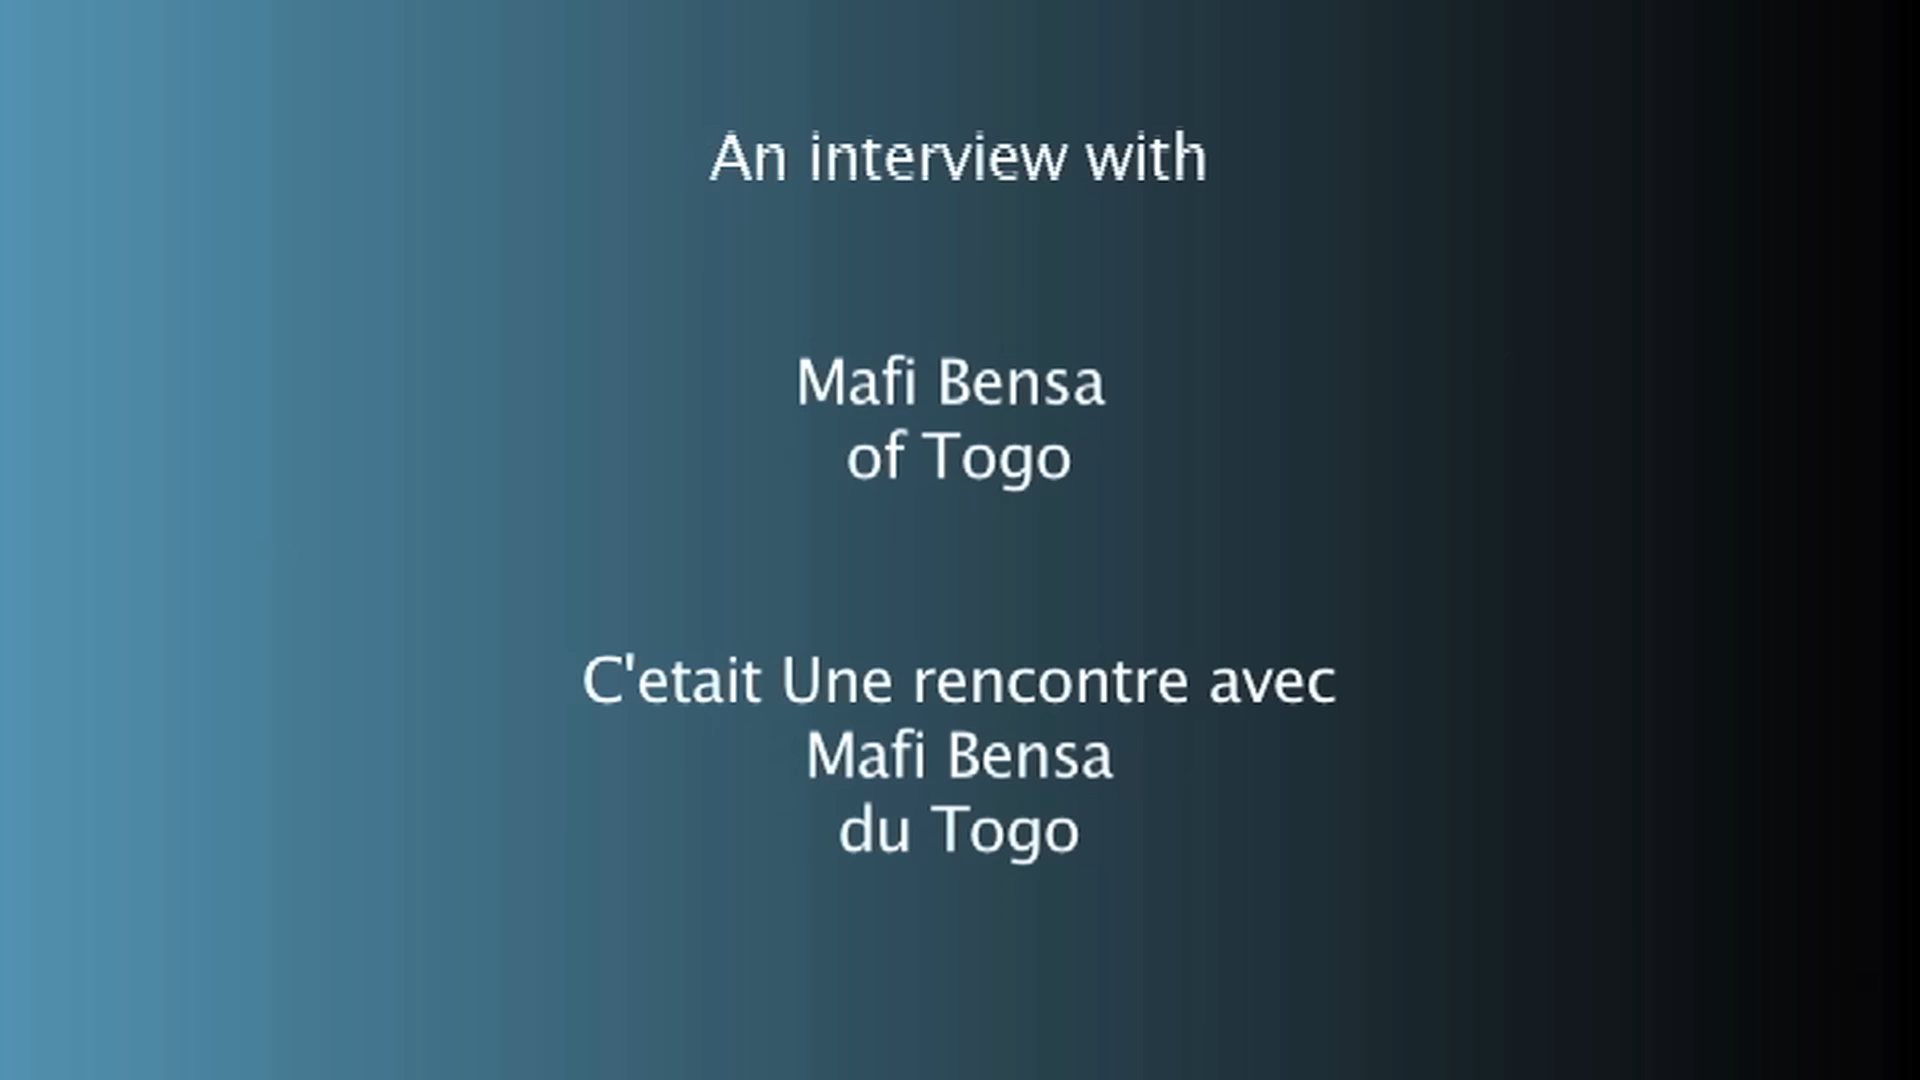 An interview with
Mafi Bensa
of Togo
C'etait Une rencontre avec
Mafi Bensa
du Togo